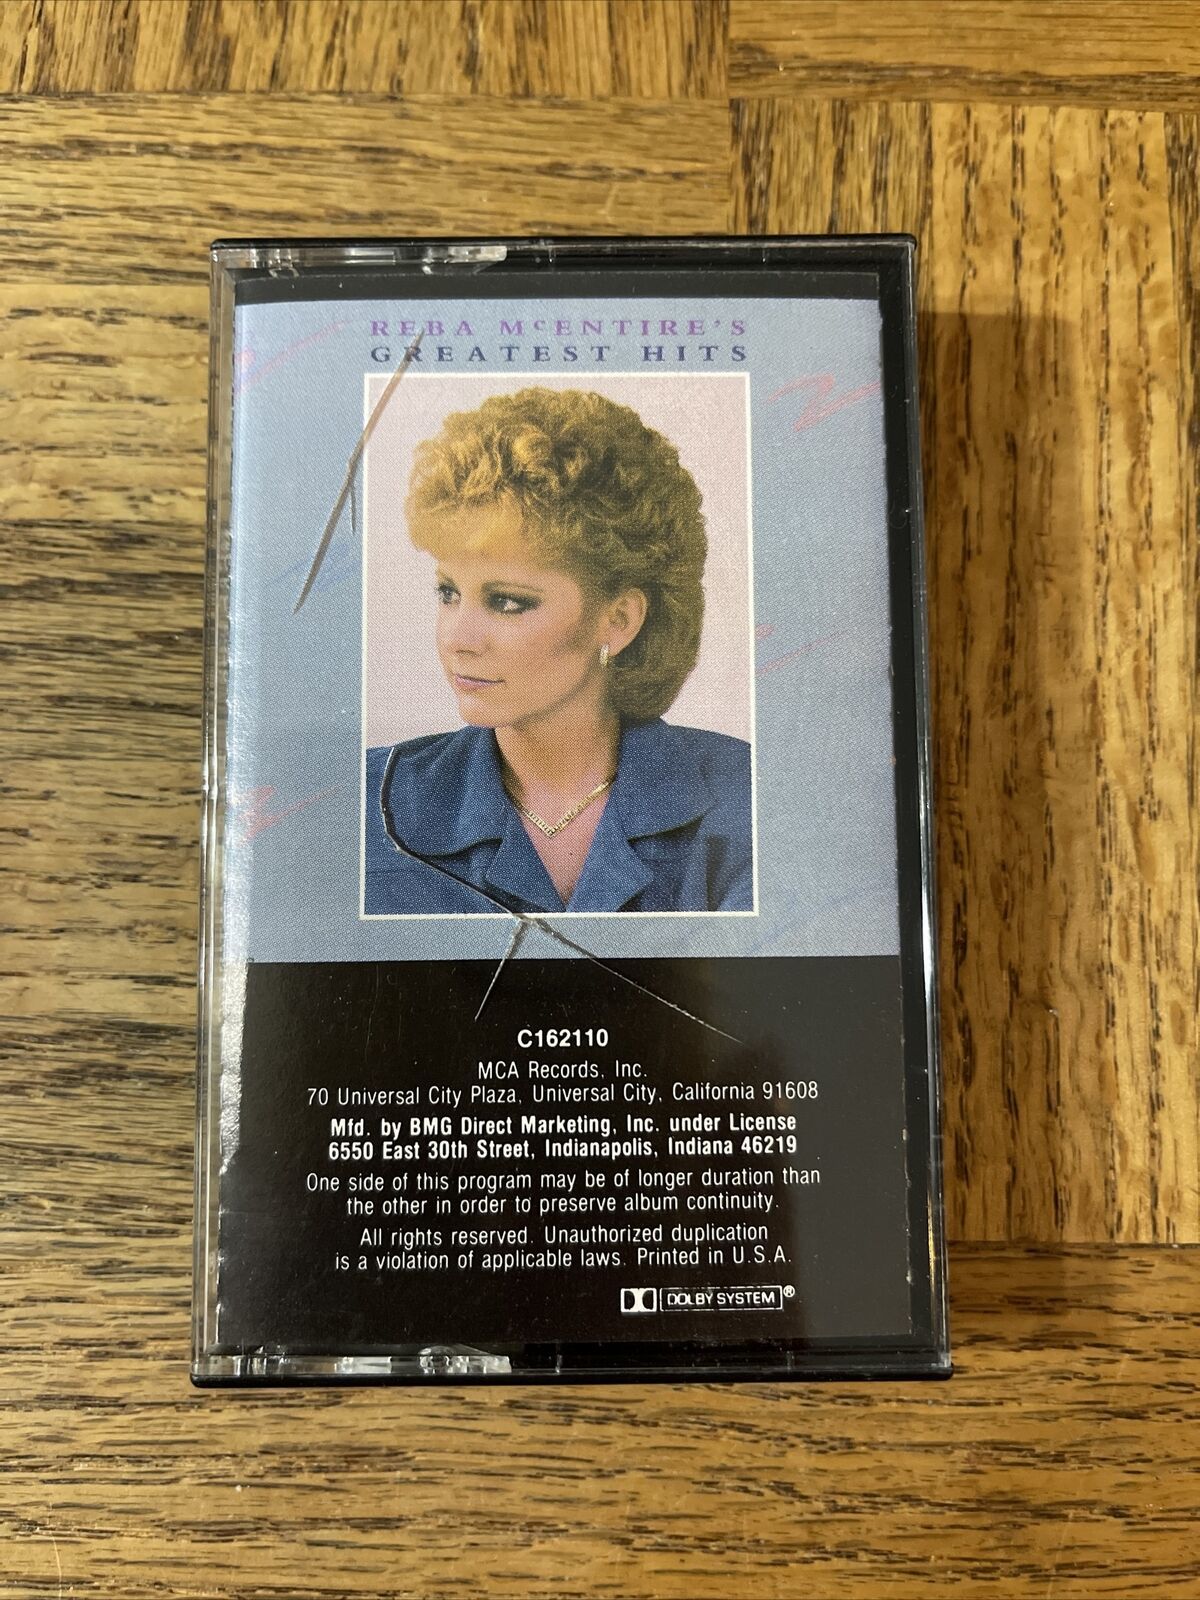 REBA McENTIRE'S
GREATEST HITS
C162110
MCA Records, Inc.
70 Universal City Plaza, Universal City, California 91608
Mfd. by BMG Direct Marketing, Inc. under License
6550 East 30th Street, Indianapolis, Indiana 46219
One side of this program may be of longer duration than
the other in order to preserve album continuity.
All rights reserved. Unauthorized duplication
is a violation of applicable laws. Printed in U.S.A.
DOLBY SYSTEM®